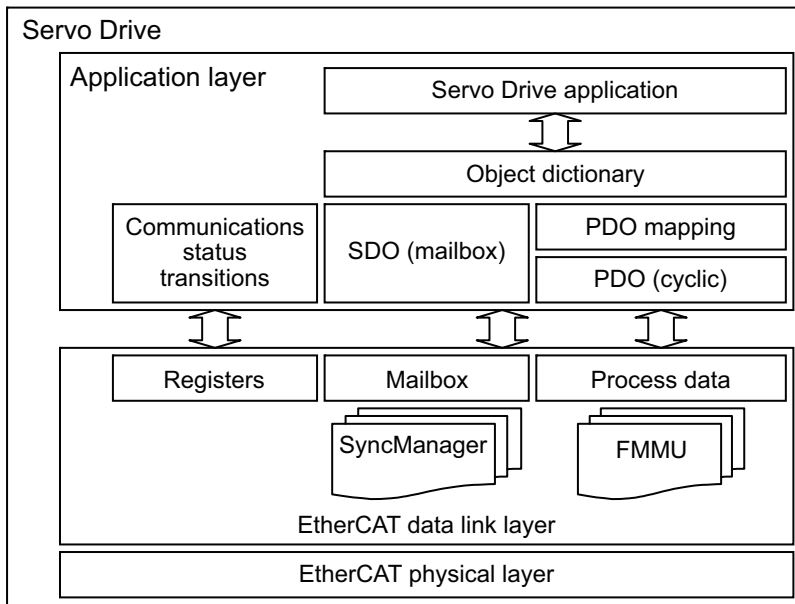 Servo Drive
Application layer
Servo Drive application
Object dictionary
Communications
status
transitions
SDO (mailbox)
PDO mapping
PDO (cyclic)
Registers
Mailbox
Process data
SyncManager
FMMU
EtherCAT data link layer
EtherCAT physical layer